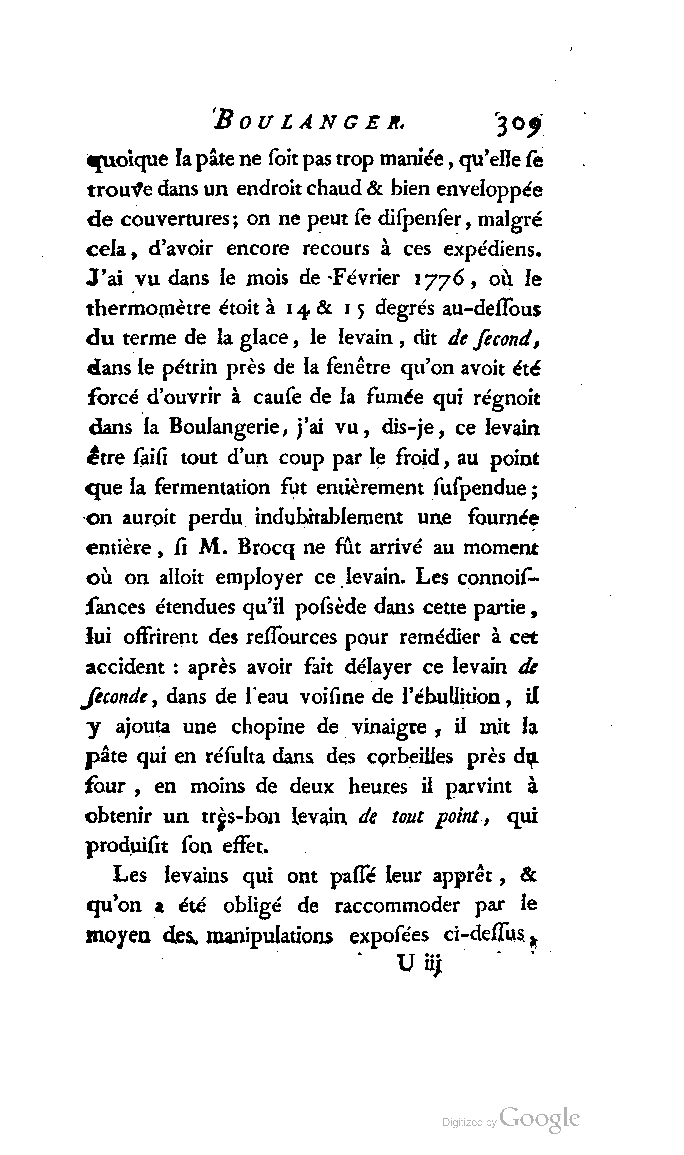 BOULANGER. 309
quoique la pâte ne ſoit pas trop maniée, qu'elle ſe
trouve dans un endroit chaud & bien enveloppée
de couvertures; on ne peut ſe diſpenſer, malgré
cela, d'avoir encore recours à ces expédiens.
J'ai vu dans le mois de Février 1776, où le
thermomètre étoit à 14 & 15 degrés au-deſſous
du terme de la glace, le levain, dit de ſecond,
dans le pétrin près de la fenêtre qu'on avoit été
forcé d'ouvrir à cauſe de la fumée qui régnoit
dans la Boulangerie, j'ai vu, dis-je, ce levain
être ſaiſi tout d'un coup par le froid, au point
que la fermentation fut entièrement ſuſpendue;
on auroit perdu indubitablement une fournée
entière, ſi M. Brocq ne fût arrivé au moment
où on alloit employer ce levain. Les connoiſ-
ſances étendues qu'il poſsède dans cette partie,
lui offrirent des reſſources pour remédier à cet
accident : après avoir fait délayer ce levain de
ſeconde, dans de l'eau voiſine de l'ébullition, il
y ajouta une chopine de vinaigre, il mit la
pâte qui en réſulta dans des corbeilles près du
four, en moins de deux heures il parvint à
obtenir un très-bon levain de tout point, qui
produiſit ſon effet.
Les levains qui ont paſſé leur apprêt, &
qu'on a été obligé de raccommoder par le
moyen des manipulations expoſées ci-deſſus,
U iij
Digitized by Google